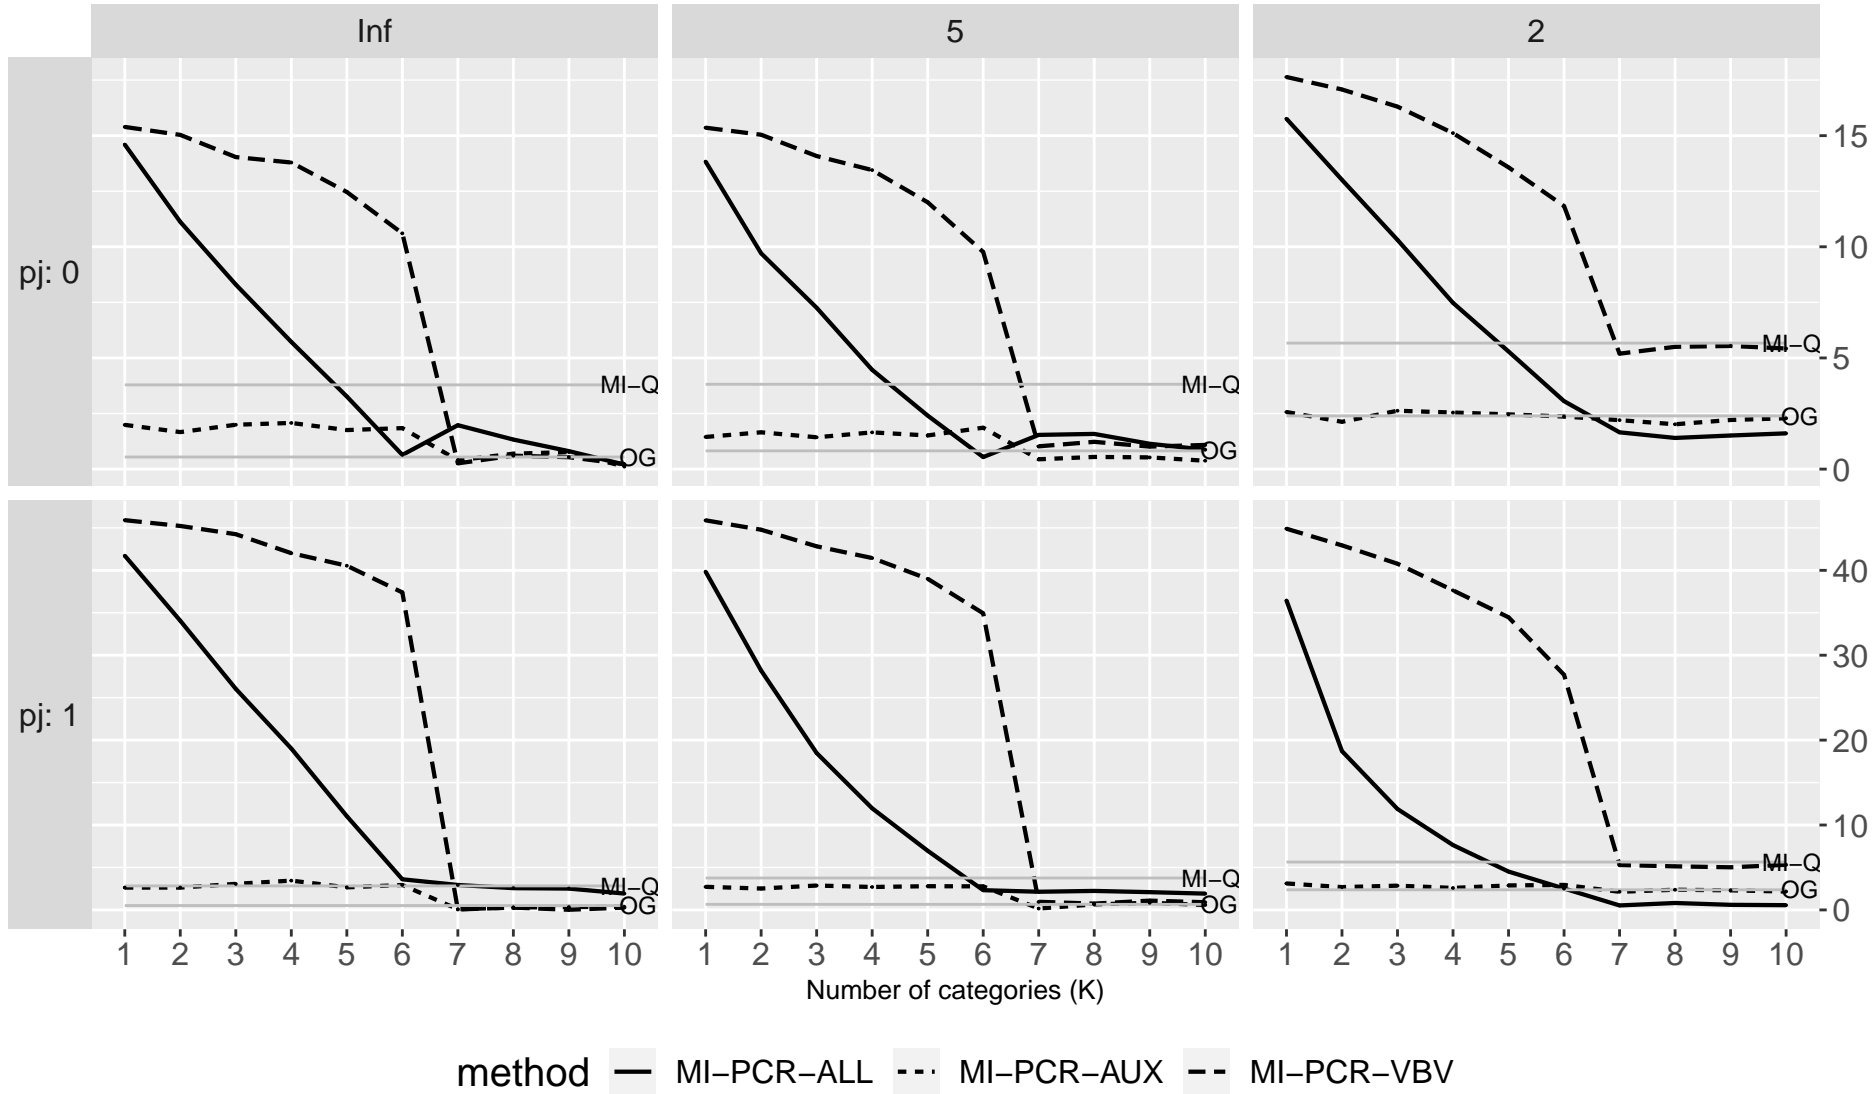 Inf 5 2
pj: 0
15
10
5
0
MI−Q MI−Q MI−Q
OG OG OG
pj: 1
40
30
20
10
0
MI−Q MI−Q MI−Q
OG OG OG
1 2 3 4 5 6 7 8 9 10 1 2 3 4 5 6 7 8 9 10 1 2 3 4 5 6 7 8 9 10
Number of categories (K)
method MI−PCR−ALL MI−PCR−AUX MI−PCR−VBV